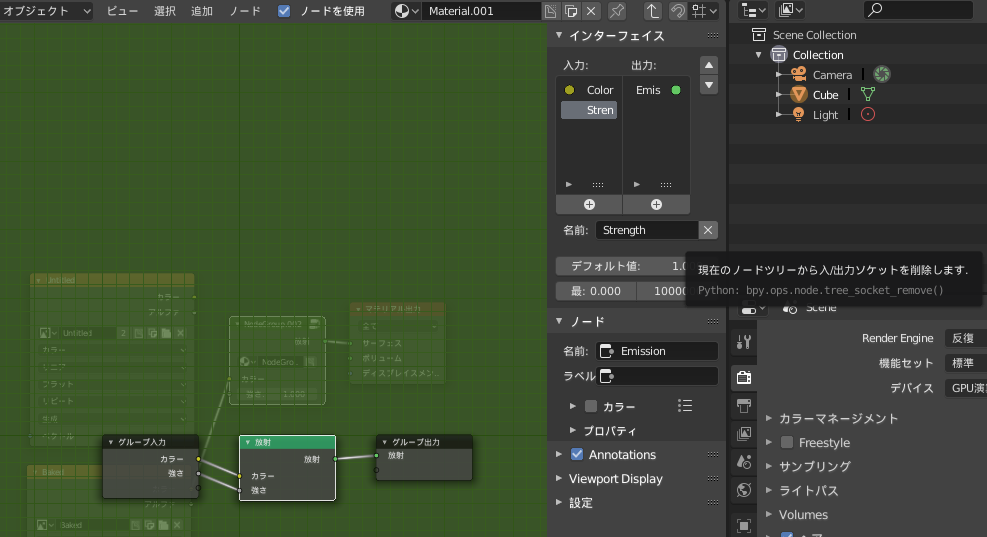 オブジェクト ビュー 選択 追加 ノード ノードを使用 Material.001
インターフェイス
入力: 出力:
Color Emis
Stren
名前: Strength
デフォルト値: 1.0
最: 0.000 10000
現在のノードツリーから入/出力ソケットを削除します.
Python: bpy.ops.node.tree_socket_remove()
ノード
名前: Emission
ラベル
カラー
プロパティ
Annotations
Viewport Display
設定
Scene Collection
Collection
Camera
Cube
Light
Scene
Render Engine 反復
機能セット 標準
デバイス GPU演
カラーマネージメント
Freestyle
サンプリング
ライトパス
Volumes
ヘア
Untitled
カラー
アルファ
Untitled 2
カラー
リニア
フラット
リピート
生成
ベクトル
NodeGroup.002
放射
NodeGro..
カラー
強さ: 1.000
マテリアル出力
全て
サーフェス
ボリューム
ディスプレイスメン..
グループ入力
カラー
強さ
放射
放射
カラー
強さ
グループ出力
放射
Baked
アルファ
Baked